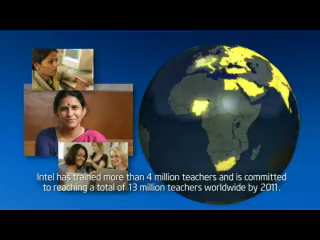 Intel has trained more than 4 million teachers and is committed
to reaching a total of 13 million teachers worldwide by 2011.